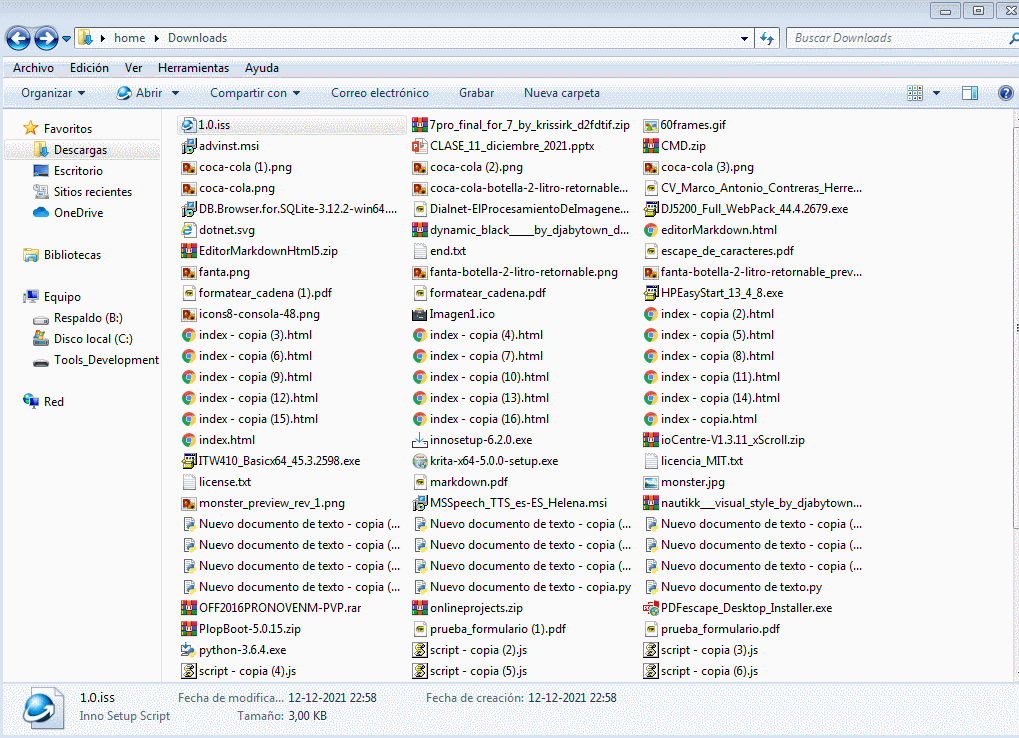 home Downloads Buscar Downloads
Archivo Edición Ver Herramientas Ayuda
Organizar Abrir Compartir con Correo electrónico Grabar Nueva carpeta
Favoritos
Descargas
Escritorio
Sitios recientes
OneDrive
Bibliotecas
Equipo
Respaldo (B:)
Disco local (C:)
Tools_Development
Red
1.0.iss 7pro_final_for_7_by_krissirk_d2fdtif.zip 60frames.gif
advinst.msi CLASE_11_diciembre_2021.pptx CMD.zip
coca-cola (1).png coca-cola (2).png coca-cola (3).png
coca-cola.png coca-cola-botella-2-litro-retornable... CV_Marco_Antonio_Contreras_Herre...
DB.Browser.for.SQLite-3.12.2-win64.... Dialnet-ElProcesamientoDeImagene... DJ5200_Full_WebPack_44.4.2679.exe
dotnet.svg dynamic_black____by_djabytown_d... editorMarkdown.html
EditorMarkdownHtml5.zip end.txt escape_de_caracteres.pdf
fanta.png fanta-botella-2-litro-retornable.png fanta-botella-2-litro-retornable_prev...
formatear_cadena (1).pdf formatear_cadena.pdf HPEasyStart_13_4_8.exe
icons8-consola-48.png Imagen1.ico index - copia (2).html
index - copia (3).html index - copia (4).html index - copia (5).html
index - copia (6).html index - copia (7).html index - copia (8).html
index - copia (9).html index - copia (10).html index - copia (11).html
index - copia (12).html index - copia (13).html index - copia (14).html
index - copia (15).html index - copia (16).html index - copia.html
index.html innosetup-6.2.0.exe ioCentre-V1.3.11_xScroll.zip
ITW410_Basicx64_45.3.2598.exe krita-x64-5.0.0-setup.exe licencia_MIT.txt
license.txt markdown.pdf monster.jpg
monster_preview_rev_1.png MSSpeech_TTS_es-ES_Helena.msi nautikk___visual_style_by_djabytown...
Nuevo documento de texto - copia (... Nuevo documento de texto - copia (... Nuevo documento de texto - copia (...
Nuevo documento de texto - copia (... Nuevo documento de texto - copia (... Nuevo documento de texto - copia (...
Nuevo documento de texto - copia (... Nuevo documento de texto - copia (... Nuevo documento de texto - copia (...
Nuevo documento de texto - copia (... Nuevo documento de texto - copia.py Nuevo documento de texto.py
OFF2016PRONOVENM-PVP.rar onlineprojects.zip PDFescape_Desktop_Installer.exe
PlopBoot-5.0.15.zip prueba_formulario (1).pdf prueba_formulario.pdf
python-3.6.4.exe script - copia (2).js script - copia (3).js
script - copia (4).js script - copia (5).js script - copia (6).js
1.0.iss Fecha de modifica... 12-12-2021 22:58 Fecha de creación: 12-12-2021 22:58
Inno Setup Script Tamaño: 3,00 KB